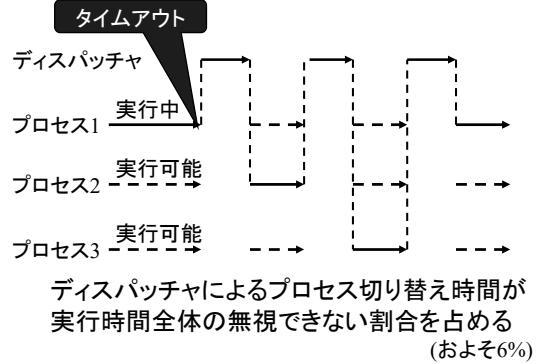 タイムアウト
ディスパッチャ
プロセス1 実行中
プロセス2 実行可能
プロセス3 実行可能
ディスパッチャによるプロセス切り替え時間が
実行時間全体の無視できない割合を占める
(およそ6%)